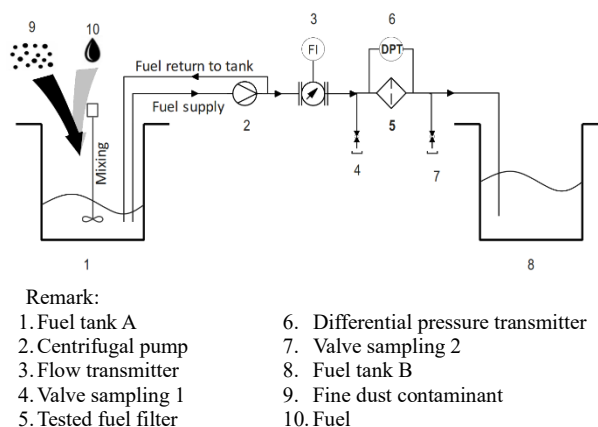 9
10
3
6
FI
DPT
Fuel return to tank
Fuel supply
2
5
4
7
Mixing
1
8
Remark:
1. Fuel tank A
2. Centrifugal pump
3. Flow transmitter
4. Valve sampling 1
5. Tested fuel filter
6. Differential pressure transmitter
7. Valve sampling 2
8. Fuel tank B
9. Fine dust contaminant
10. Fuel